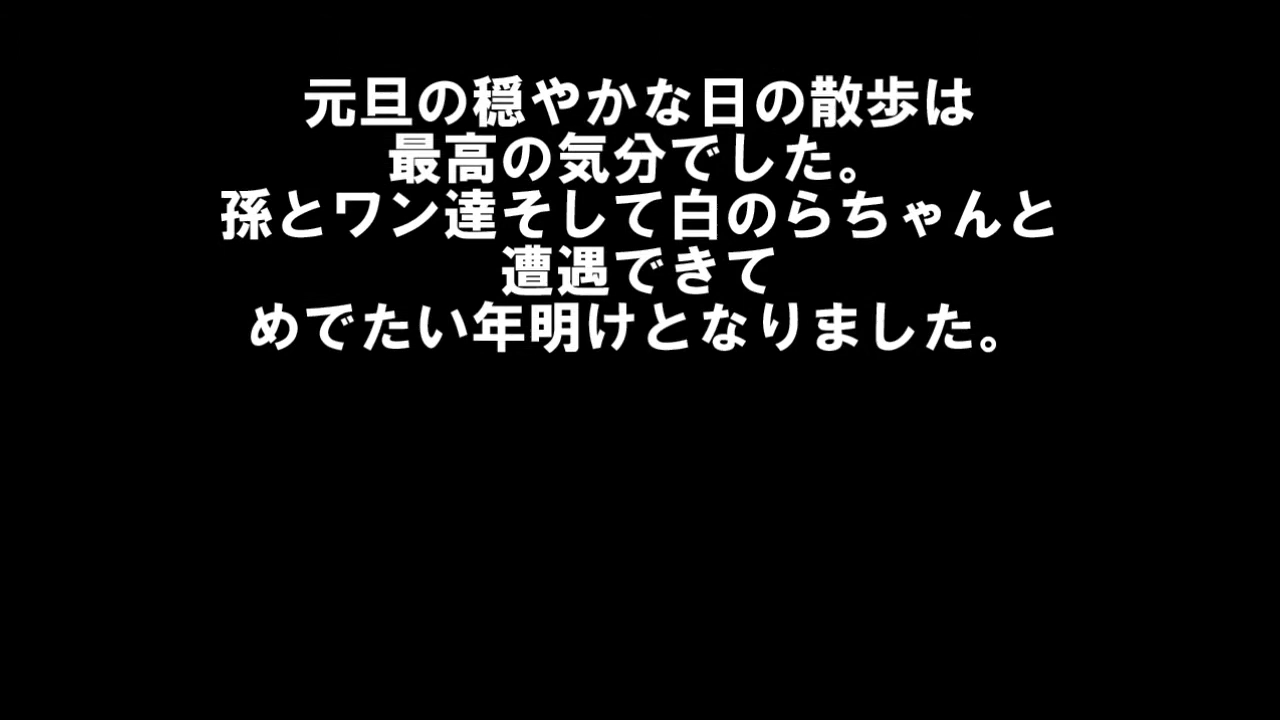 元旦の穏やかな日の散歩は
最高の気分でした。
孫とワン達そして白のらちゃんと
遭遇できて
めでたい年明けとなりました。